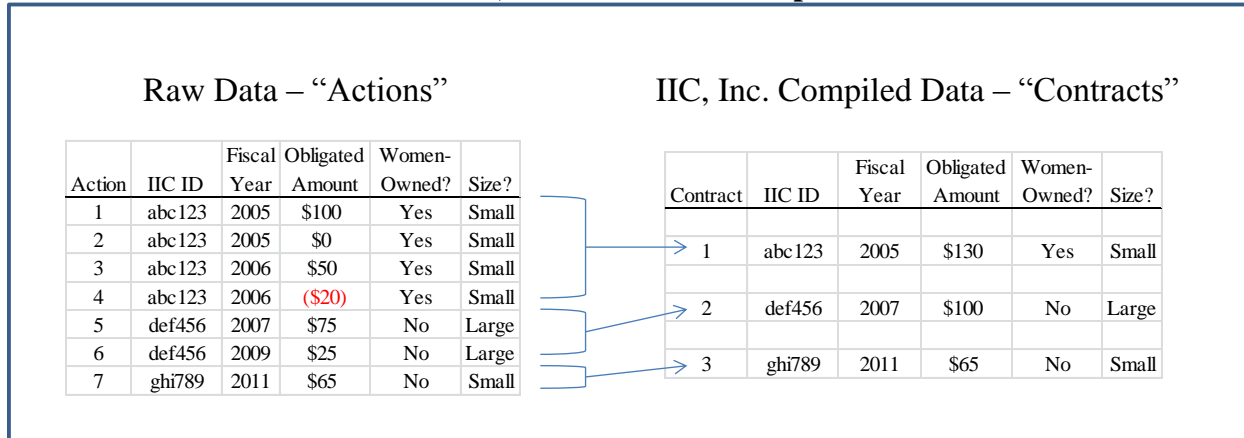 Raw Data – “Actions”
IIC, Inc. Compiled Data – “Contracts”
Fiscal Obligated Women-
Action IIC ID Year Amount Owned? Size?
1 abc123 2005 $100 Yes Small
2 abc123 2005 $0 Yes Small
3 abc123 2006 $50 Yes Small
4 abc123 2006 ($20) Yes Small
5 def456 2007 $75 No Large
6 def456 2009 $25 No Large
7 ghi789 2011 $65 No Small
Fiscal Obligated Women-
Contract IIC ID Year Amount Owned? Size?
1 abc123 2005 $130 Yes Small
2 def456 2007 $100 No Large
3 ghi789 2011 $65 No Small